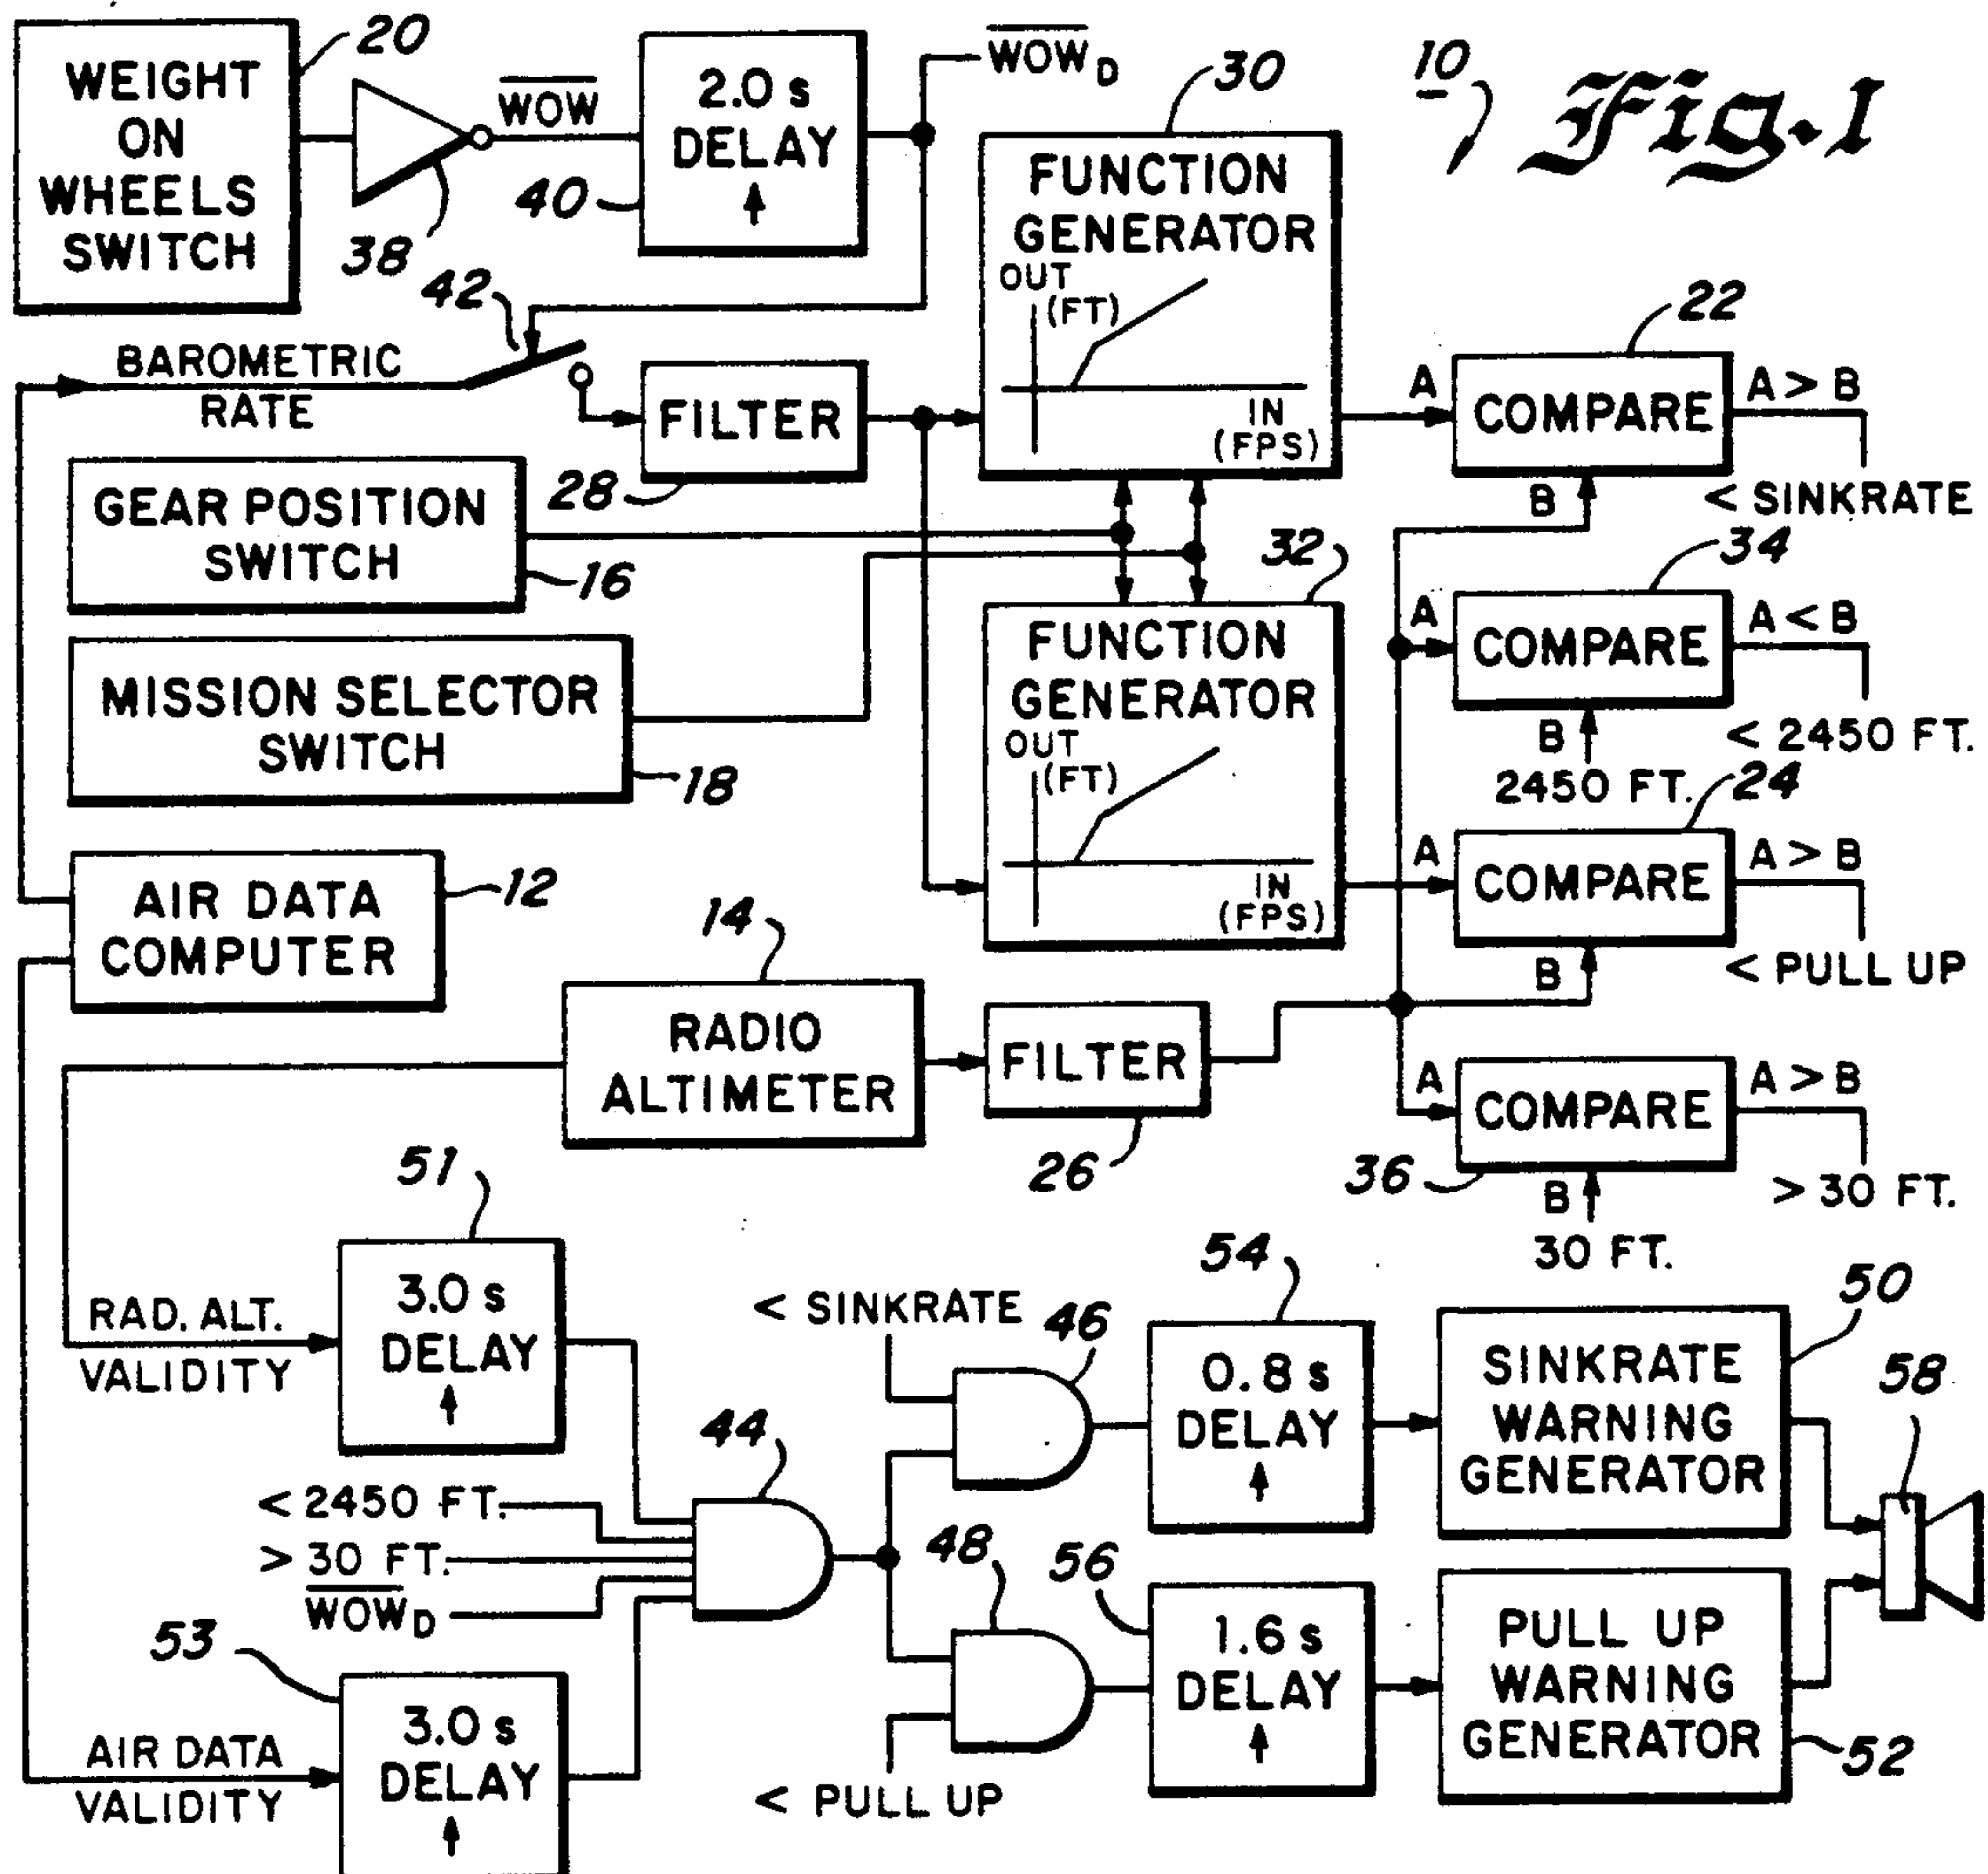 WEIGHT
ON
WHEELS
SWITCH
20
38
WOW
2.0 s
DELAY
40
WOW D
30
10
Fig. 1
FUNCTION
GENERATOR
OUT
(FT)
IN
(FPS)
42
BAROMETRIC
RATE
FILTER
28
22
A
COMPARE
A > B
B
< SINKRATE
GEAR POSITION
SWITCH
16
32
34
A
COMPARE
A < B
B
2450 FT.
< 2450 FT.
MISSION SELECTOR
SWITCH
18
FUNCTION
GENERATOR
OUT
(FT)
IN
(FPS)
24
A
COMPARE
A > B
B
< PULL UP
AIR DATA
COMPUTER
12
14
RADIO
ALTIMETER
FILTER
26
A
COMPARE
A > B
36
B
30 FT.
> 30 FT.
51
3.0 s
DELAY
RAD. ALT.
VALIDITY
< SINKRATE
46
54
0.8 s
DELAY
50
SINKRATE
WARNING
GENERATOR
58
44
< 2450 FT.
> 30 FT.
WOW D
48
56
1.6 s
DELAY
PULL UP
WARNING
GENERATOR
52
53
3.0 s
DELAY
AIR DATA
VALIDITY
< PULL UP